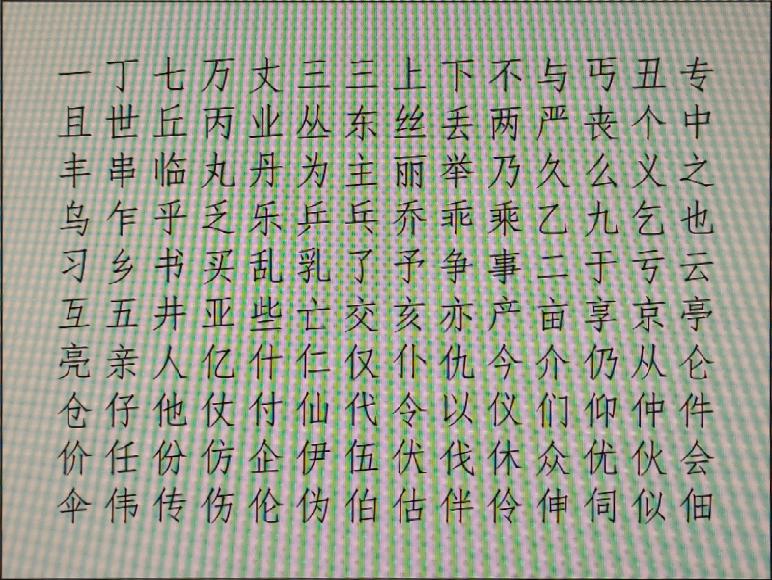 一丁七万丈三三上下不与丐丑专
且世丘丙业丛东丝丢两严丧个中
丰串临丸丹为主丽举乃久么义之
乌乍乎乏乐乒乓乔乖乘乙九乞也
习乡书买乱乳了予争事二于亏云
互五井亚些亡交亥亦产亩享京亭
亮亲人亿什仁仅仆仇今介仍从仑
仓仔他仗付仙代令以仪们仰仲件
价任份仿企伊伍伏伐休众优伙会
伞伟传伤伦伪伯估伴伶伸伺似佃